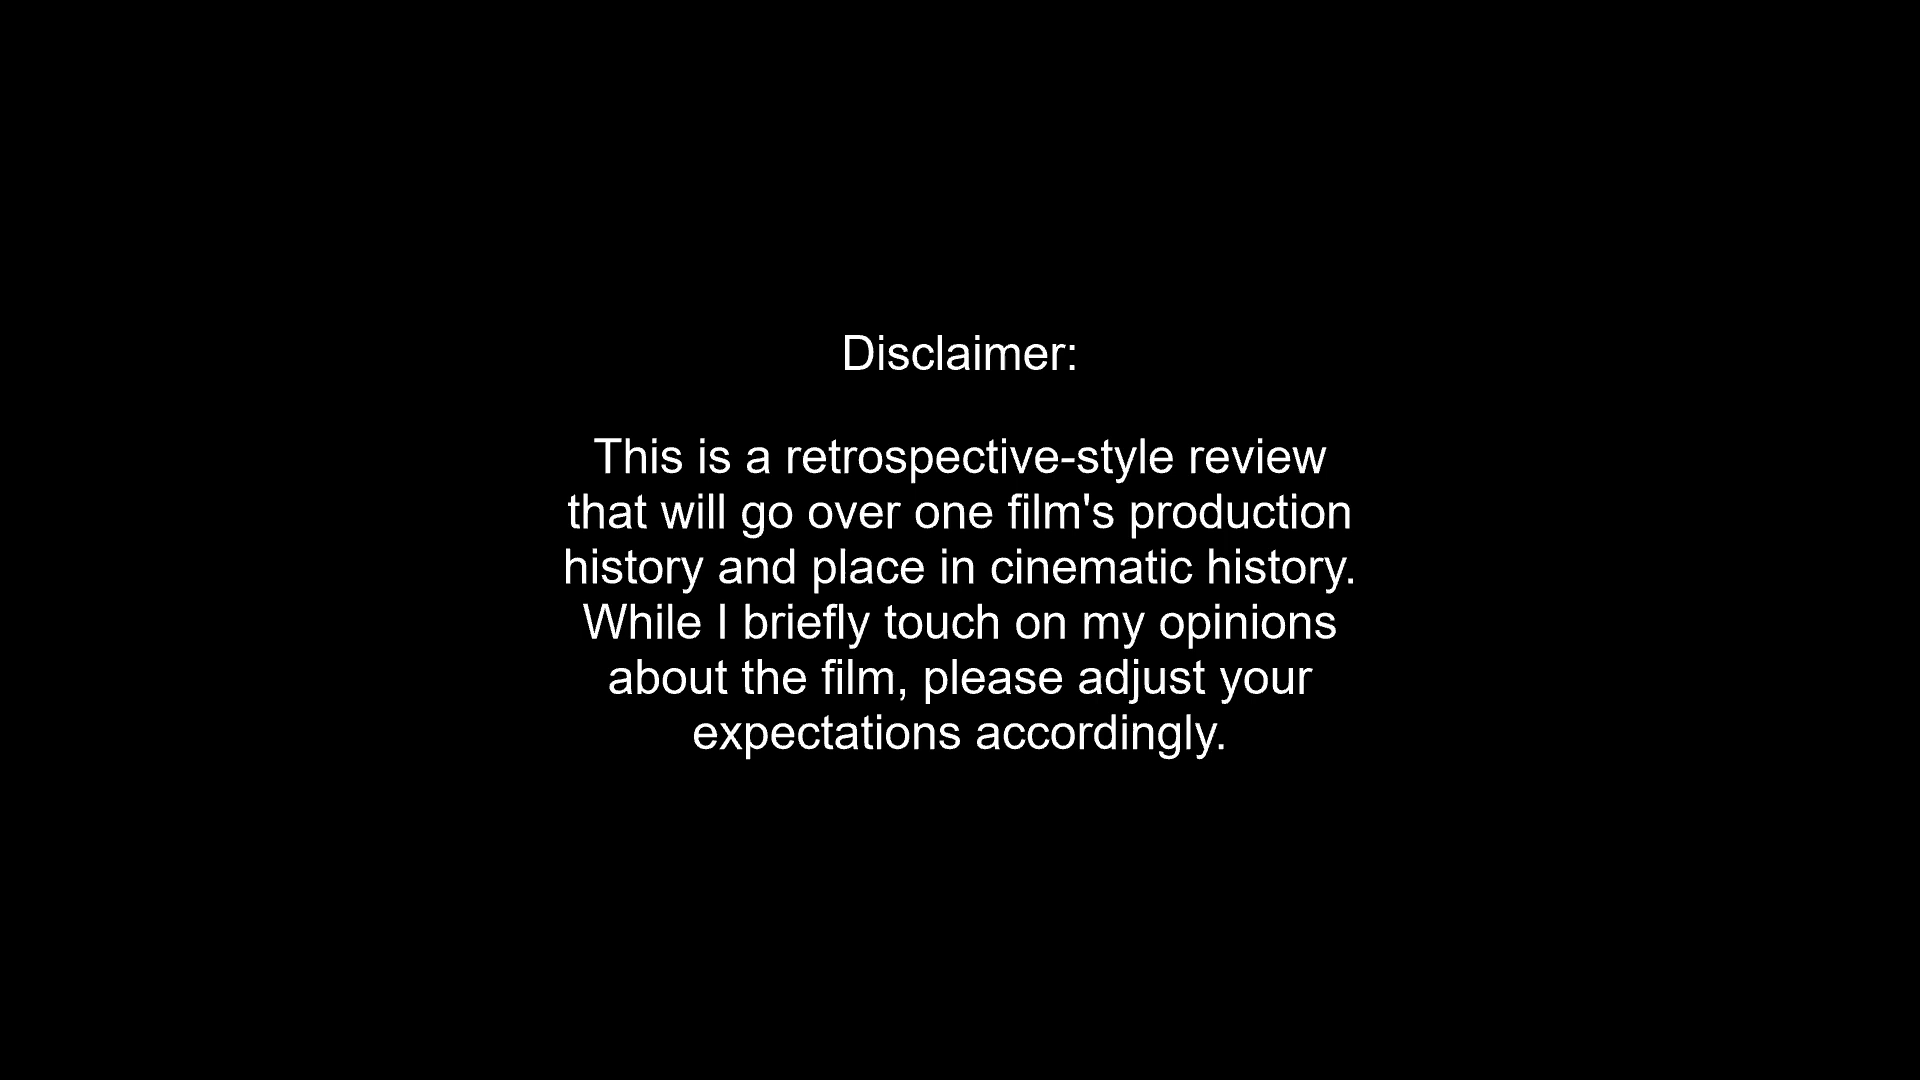 Disclaimer:
This is a retrospective-style review
that will go over one film's production
history and place in cinematic history.
While I briefly touch on my opinions
about the film, please adjust your
expectations accordingly.